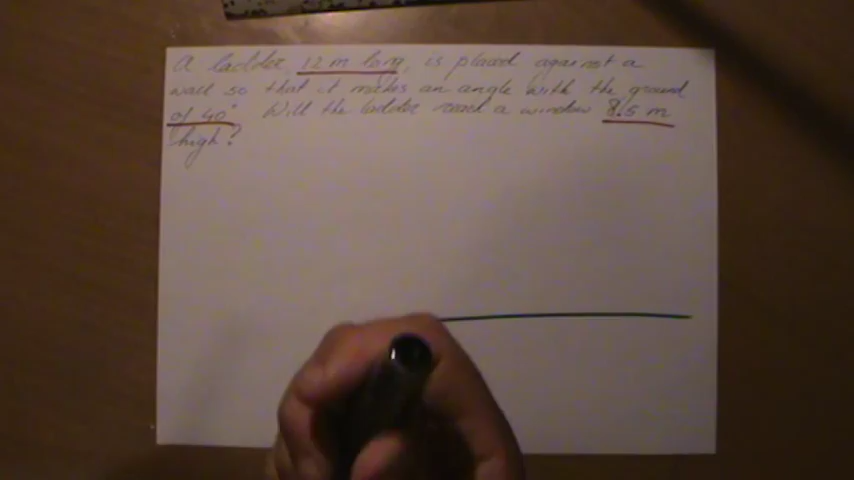 A ladder, 12 m long, is placed against a
wall so that it makes an angle with the ground
of 40° Will the ladder reach a window 8.5 m
high?